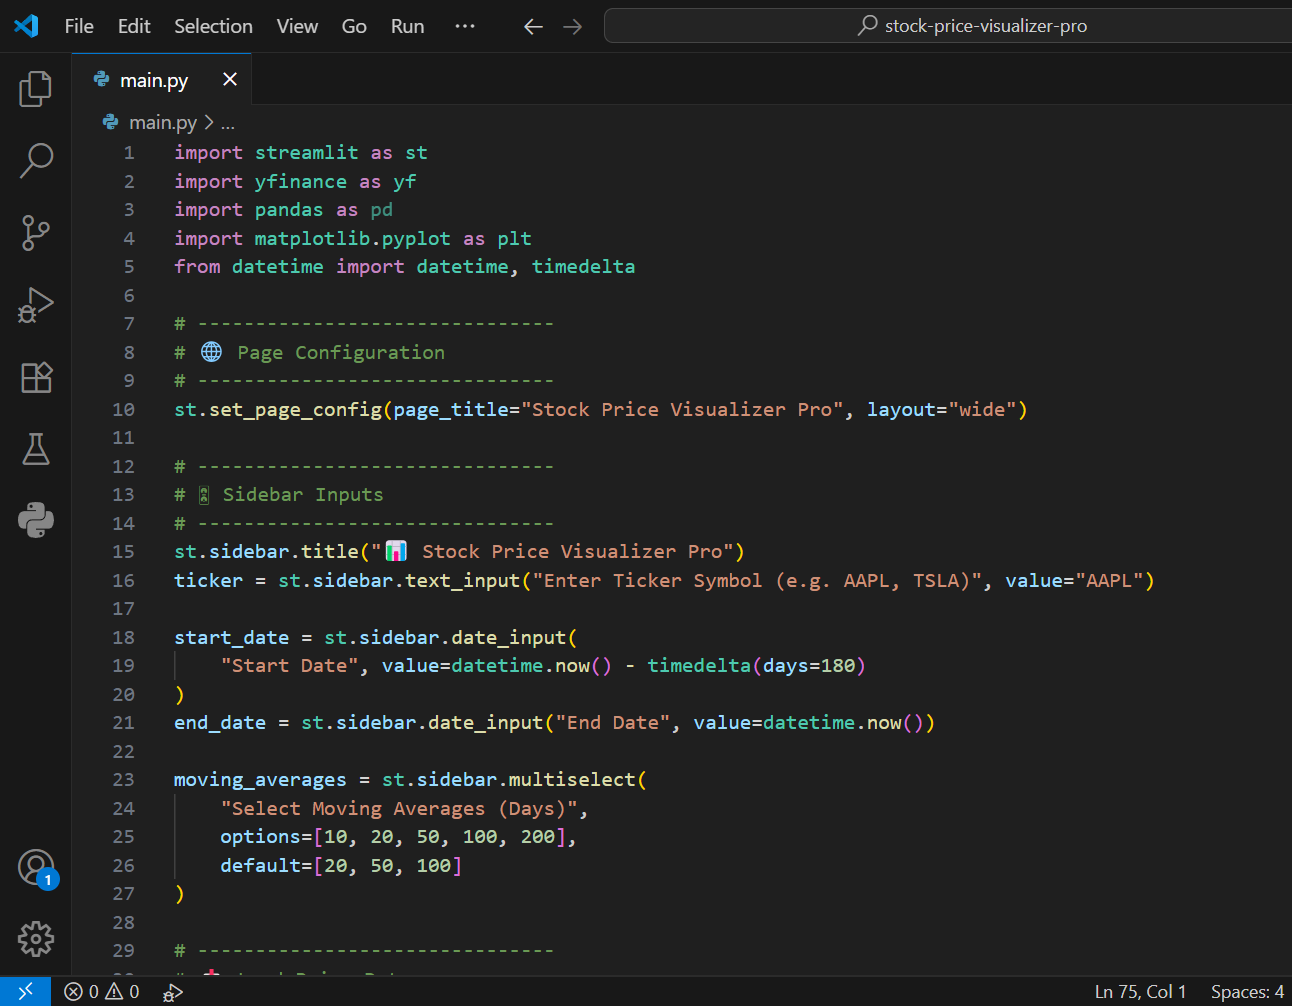 File Edit Selection View Go Run ··· stock-price-visualizer-pro
main.py
main.py > ...
1 import streamlit as st
2 import yfinance as yf
3 import pandas as pd
4 import matplotlib.pyplot as plt
5 from datetime import datetime, timedelta
6
7 # -------------------------------
8 # 🌐 Page Configuration
9 # -------------------------------
10 st.set_page_config(page_title="Stock Price Visualizer Pro", layout="wide")
11
12 # -------------------------------
13 # Sidebar Inputs
14 # -------------------------------
15 st.sidebar.title("📊 Stock Price Visualizer Pro")
16 ticker = st.sidebar.text_input("Enter Ticker Symbol (e.g. AAPL, TSLA)", value="AAPL")
17
18 start_date = st.sidebar.date_input(
19     "Start Date", value=datetime.now() - timedelta(days=180)
20 )
21 end_date = st.sidebar.date_input("End Date", value=datetime.now())
22
23 moving_averages = st.sidebar.multiselect(
24     "Select Moving Averages (Days)",
25     options=[10, 20, 50, 100, 200],
26     default=[20, 50, 100]
27 )
28
29 # -------------------------------
1
0 0 Ln 75, Col 1 Spaces: 4